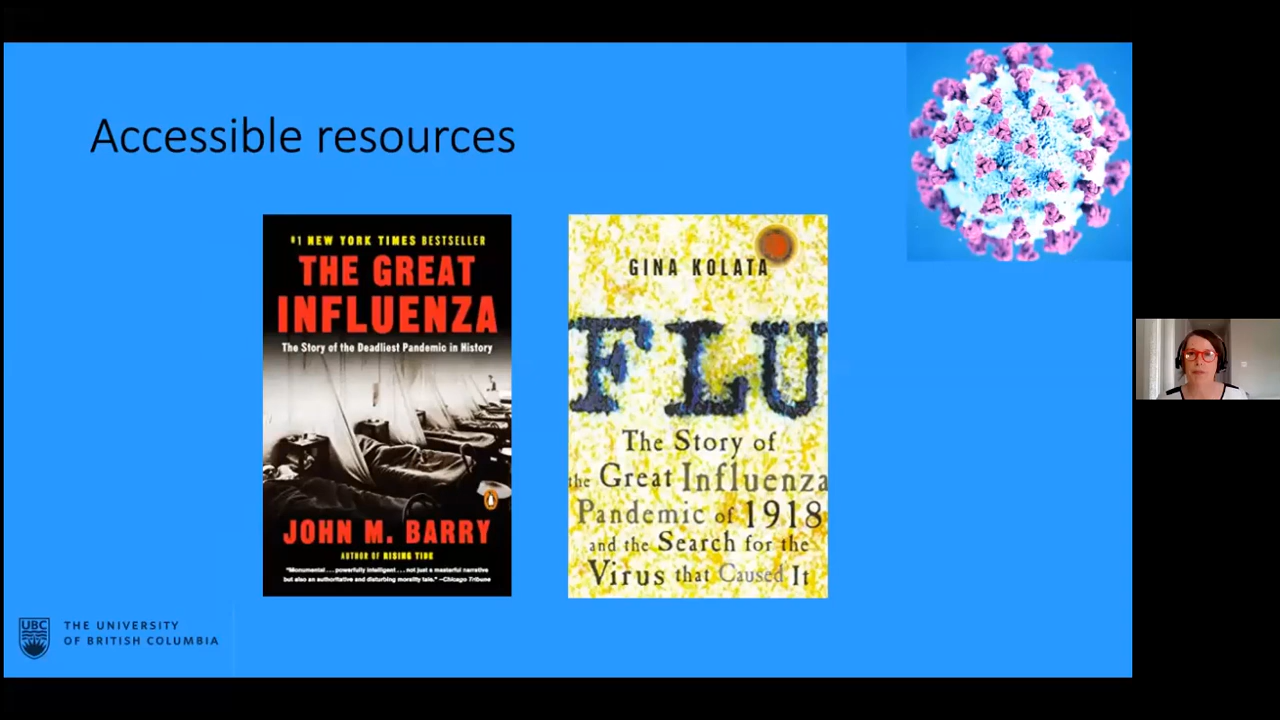 Accessible resources
#1 NEW YORK TIMES BESTSELLER
THE GREAT
INFLUENZA
The Story of the Deadliest Pandemic in History
JOHN M. BARRY
AUTHOR OF RISING TIDE
"Monumental . . . powerfully intelligent . . . not just a masterful narrative
but also an authoritative and disturbing morality tale." —Chicago Tribune
GINA KOLATA
FLU
The Story of
the Great Influenza
Pandemic of 1918
and the Search for the
Virus that Caused It
UBC
THE UNIVERSITY
OF BRITISH COLUMBIA